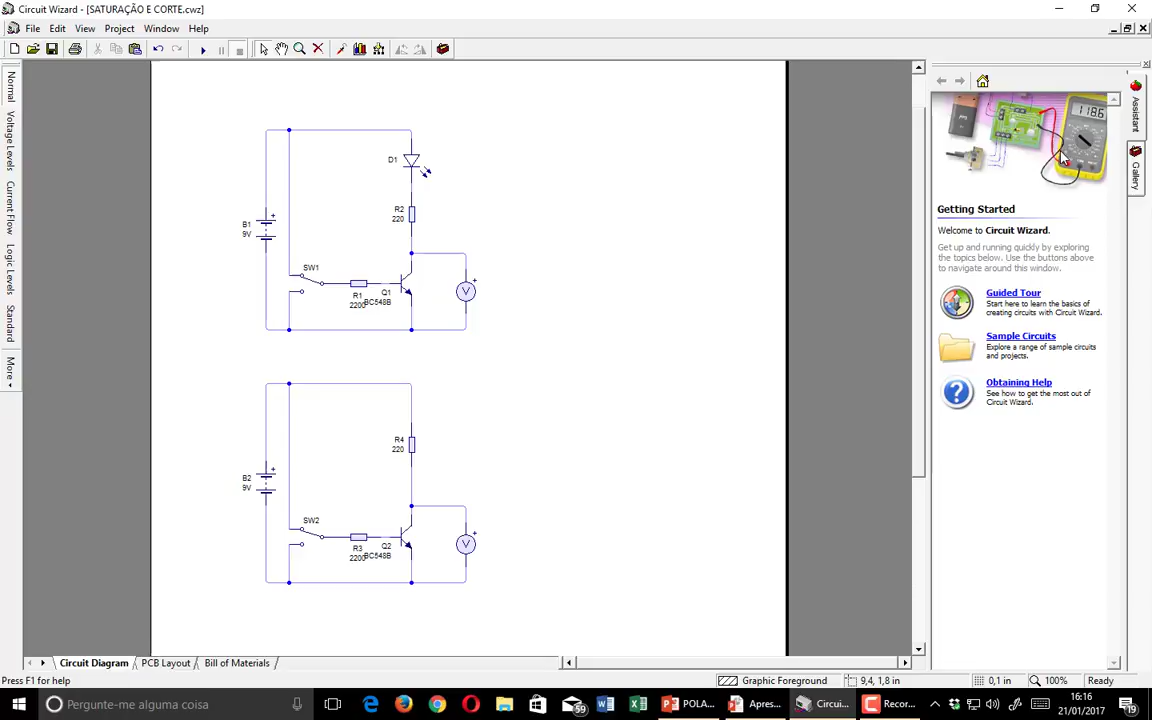 Circuit Wizard - [SATURAÇÃO E CORTE.cwz]
File Edit View Project Window Help
Normal
Voltage Levels
Current Flow
Logic Levels
Standard
More
D1
R2
220
B1
9V
+
SW1
R1
2200
Q1
BC548B
V
+
R4
220
B2
9V
+
SW2
R3
2200
Q2
BC548B
V
+
118.6
Getting Started
Welcome to Circuit Wizard.
Get up and running quickly by exploring
the topics below. Use the buttons above
to navigate around this window.
Guided Tour
Start here to learn the basics of
creating circuits with Circuit Wizard.
Sample Circuits
Explore a range of sample circuits
and projects.
Obtaining Help
See how to get the most out of
Circuit Wizard.
Assistant
Gallery
Circuit Diagram PCB Layout Bill of Materials
Press F1 for help Graphic Foreground 9,4, 1,8 in 0,1 in 100% Ready
Pergunte-me alguma coisa 59 POLA... Apres... Circui... Recor... 16:16
21/01/2017 19